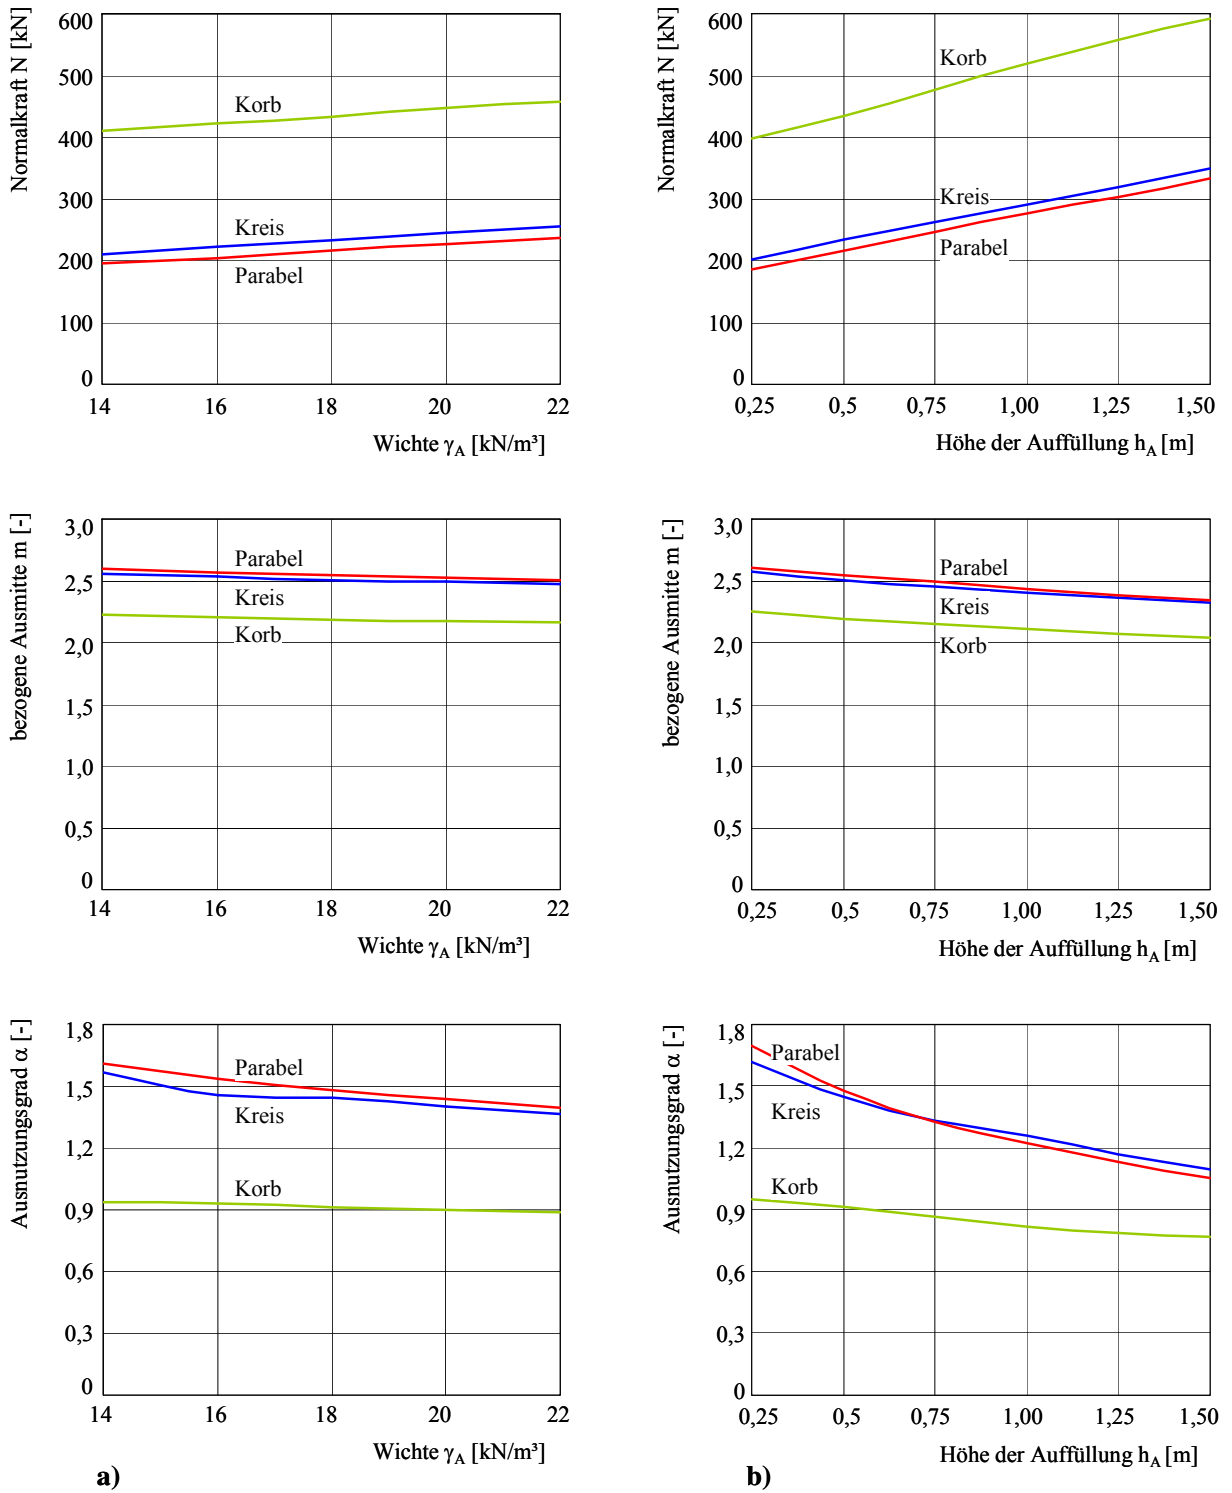 Normalkraft N [kN]
600
500
400
300
200
100
0
Korb
Kreis
Parabel
14 16 18 20 22
Wichte γA [kN/m³]
Normalkraft N [kN]
600
500
400
300
200
100
0
Korb
Kreis
Parabel
0,25 0,5 0,75 1,00 1,25 1,50
Höhe der Auffüllung hA [m]
bezogene Ausmitte m [-]
3,0
2,5
2,0
1,5
1,0
0,5
0
Parabel
Kreis
Korb
14 16 18 20 22
Wichte γA [kN/m³]
bezogene Ausmitte m [-]
3,0
2,5
2,0
1,5
1,0
0,5
0
Parabel
Kreis
Korb
0,25 0,5 0,75 1,00 1,25 1,50
Höhe der Auffüllung hA [m]
Ausnutzungsgrad α [-]
1,8
1,5
1,2
0,9
0,6
0,3
0
Parabel
Kreis
Korb
14 16 18 20 22
Wichte γA [kN/m³]
a)
Ausnutzungsgrad α [-]
1,8
1,5
1,2
0,9
0,6
0,3
0
Parabel
Kreis
Korb
0,25 0,5 0,75 1,00 1,25 1,50
Höhe der Auffüllung hA [m]
b)